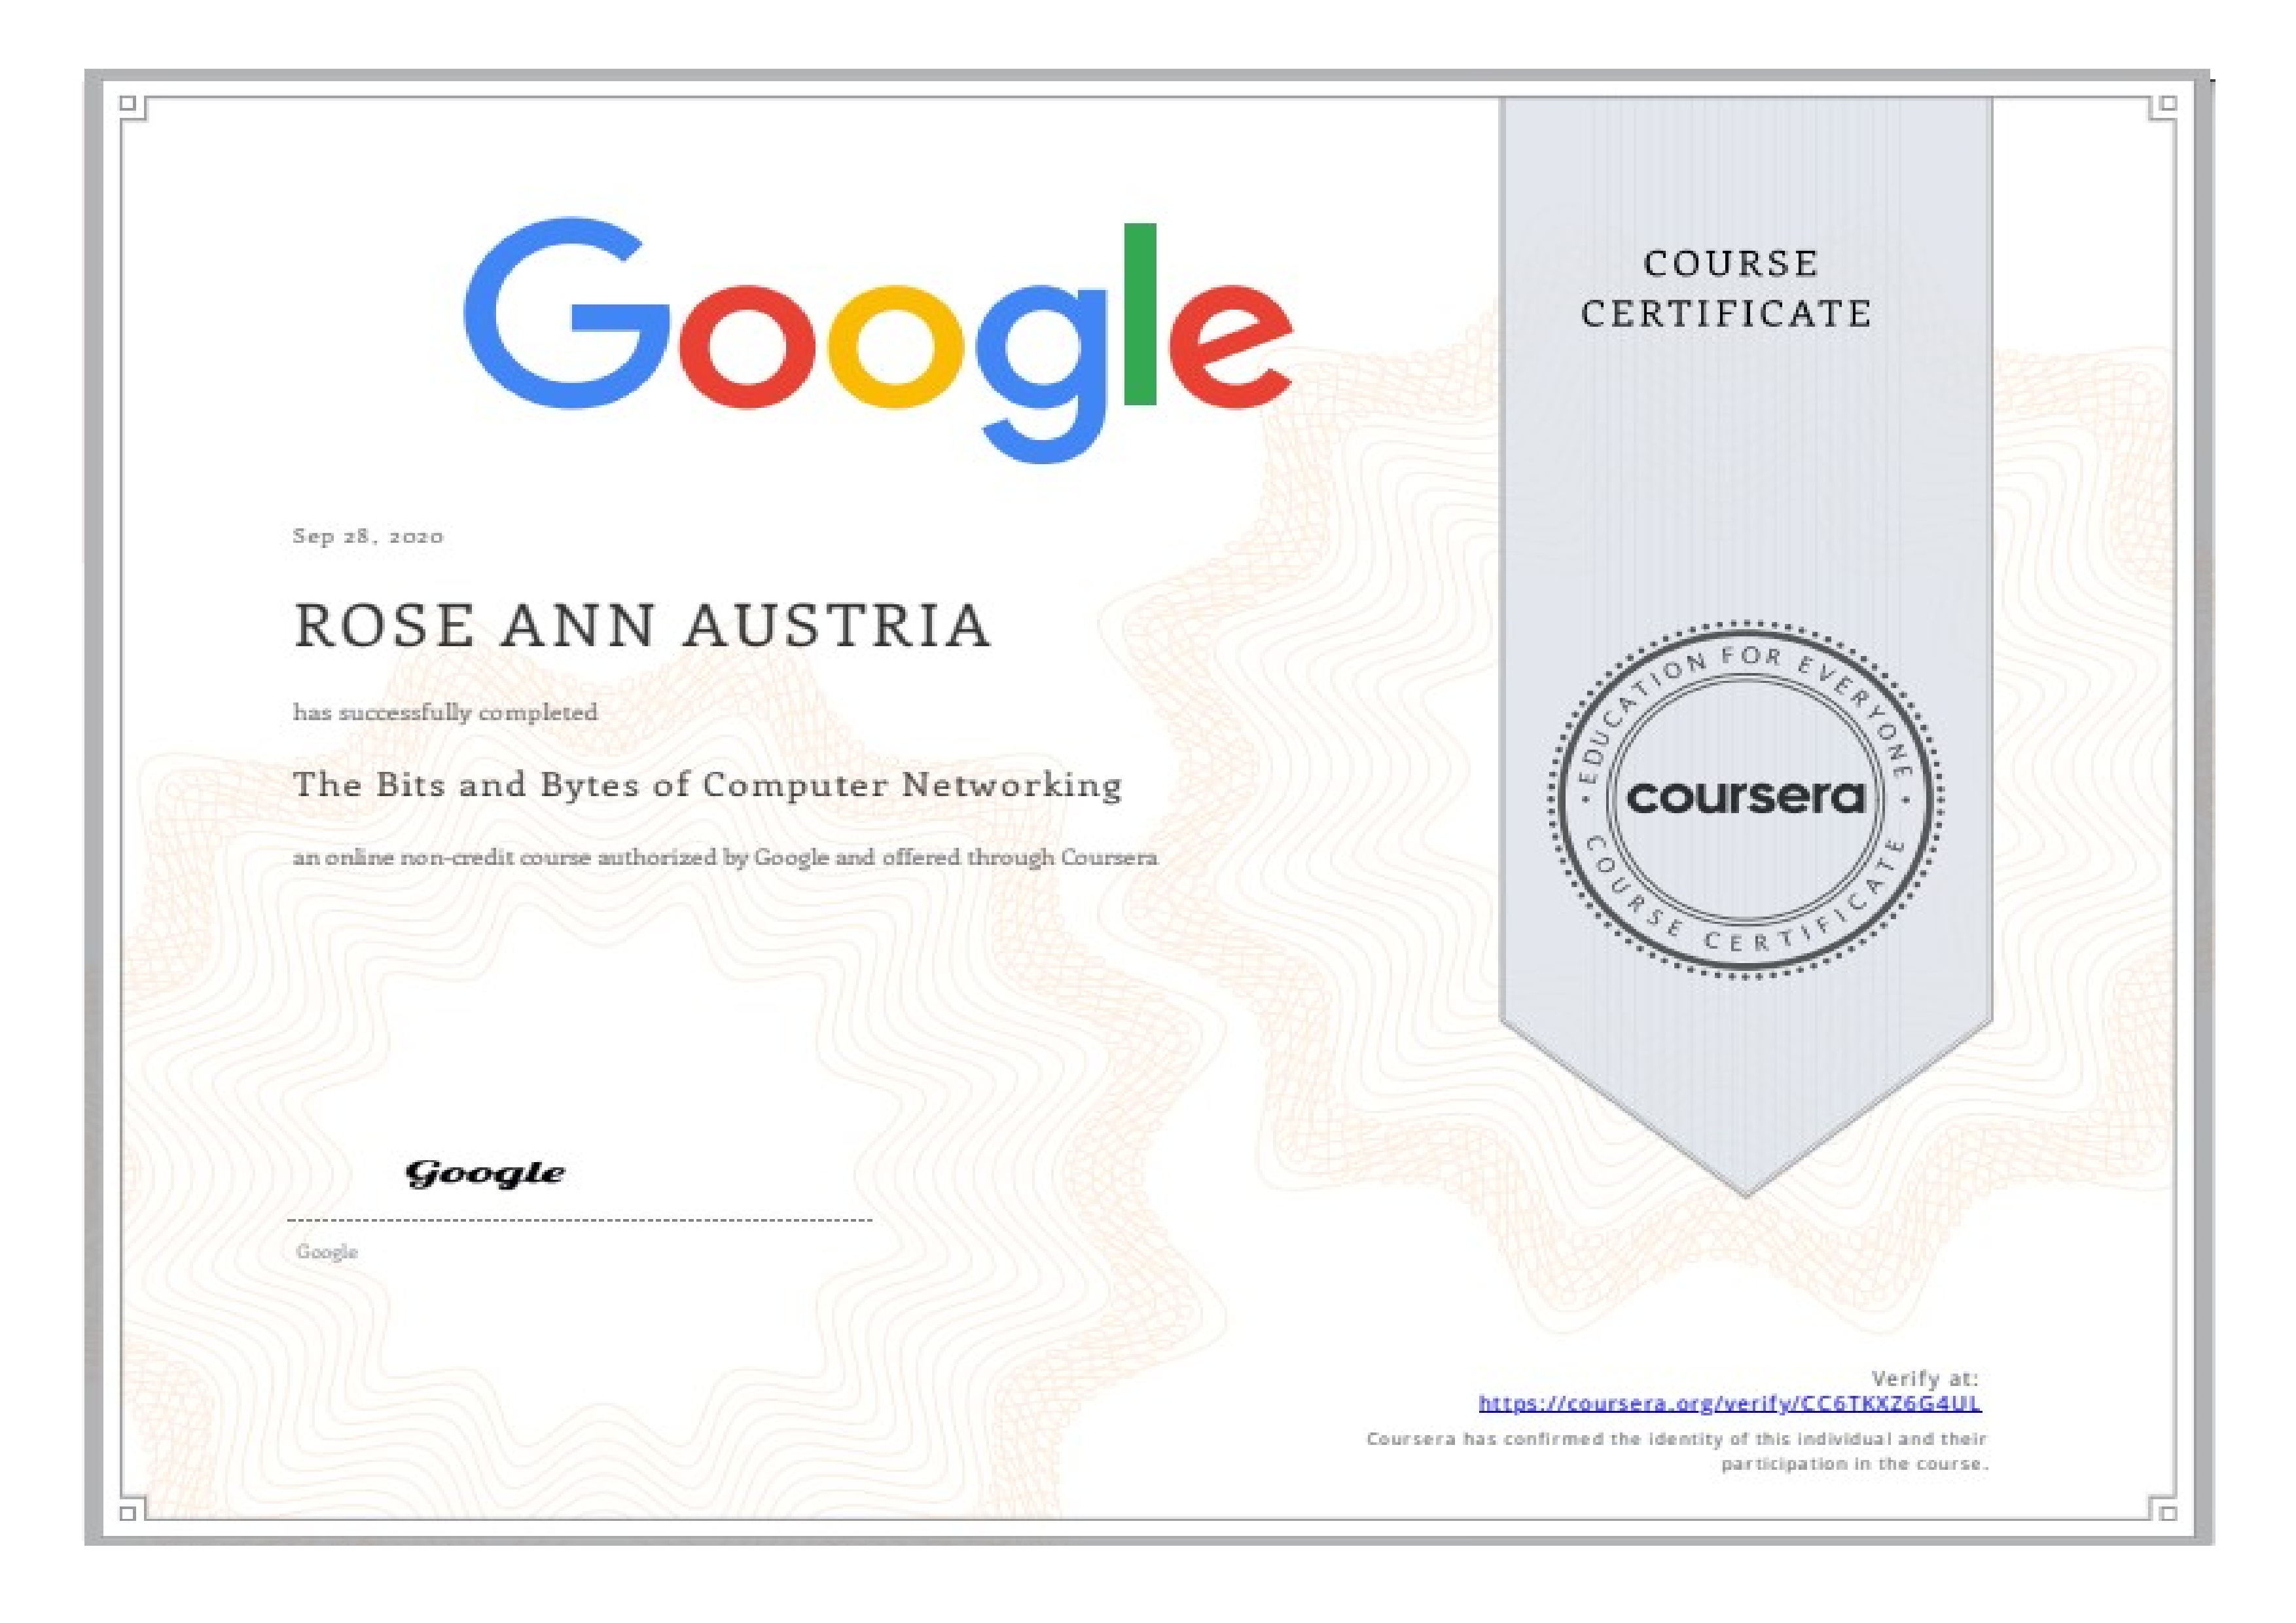 Google
COURSE
CERTIFICATE
Sep 28, 2020
ROSE ANN AUSTRIA
has successfully completed
The Bits and Bytes of Computer Networking
an online non-credit course authorized by Google and offered through Coursera
EDUCATION FOR EVERYONE
coursera
COURSE CERTIFICATE
Google
Google
Verify at:
https://coursera.org/verify/CC6TKXZ6G4UL
Coursera has confirmed the identity of this individual and their
participation in the course.